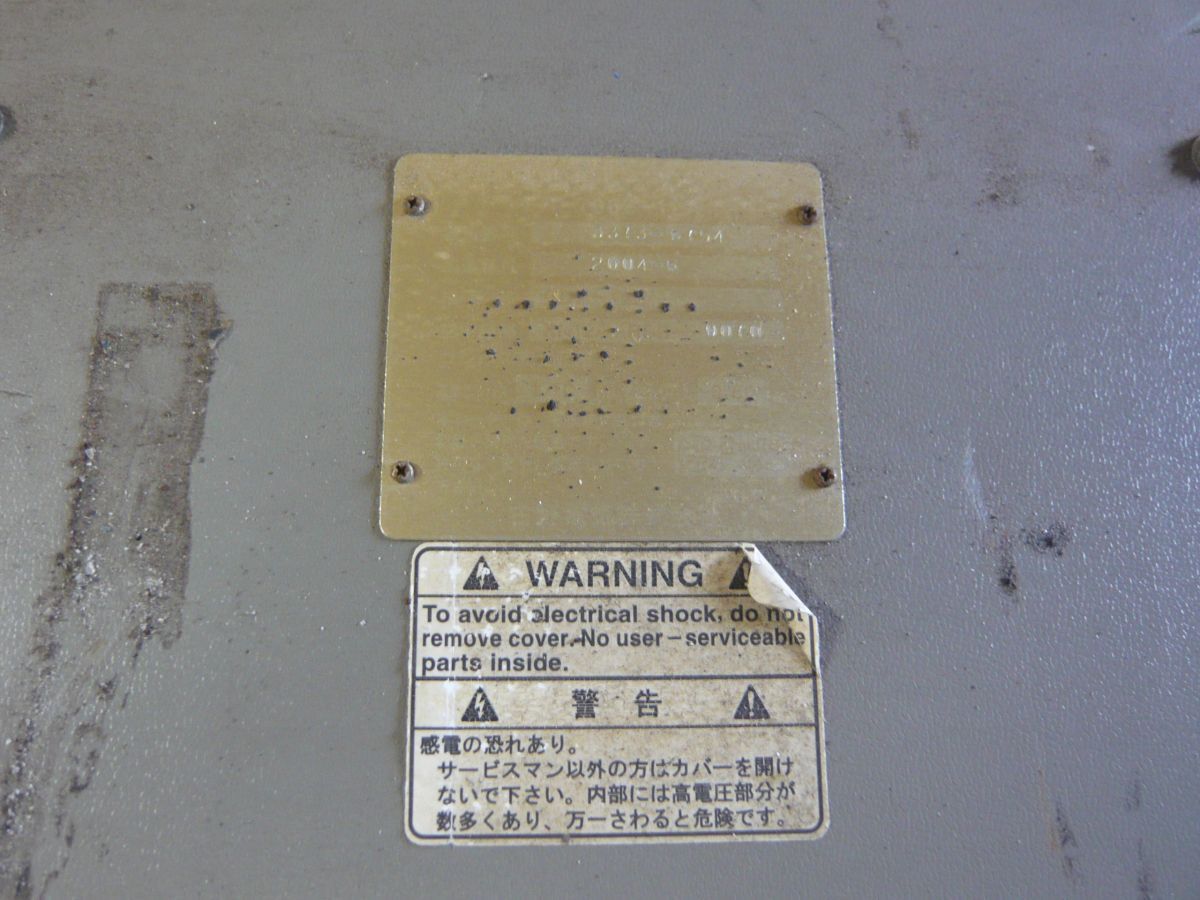 2004-6
WARNING
To avoid electrical shock, do not
remove cover. No user-serviceable
parts inside.
警告
感電の恐れあり。
サービスマン以外の方はカバーを開け
ないで下さい。内部には高電圧部分が
数多くあり、万一さわると危険です。